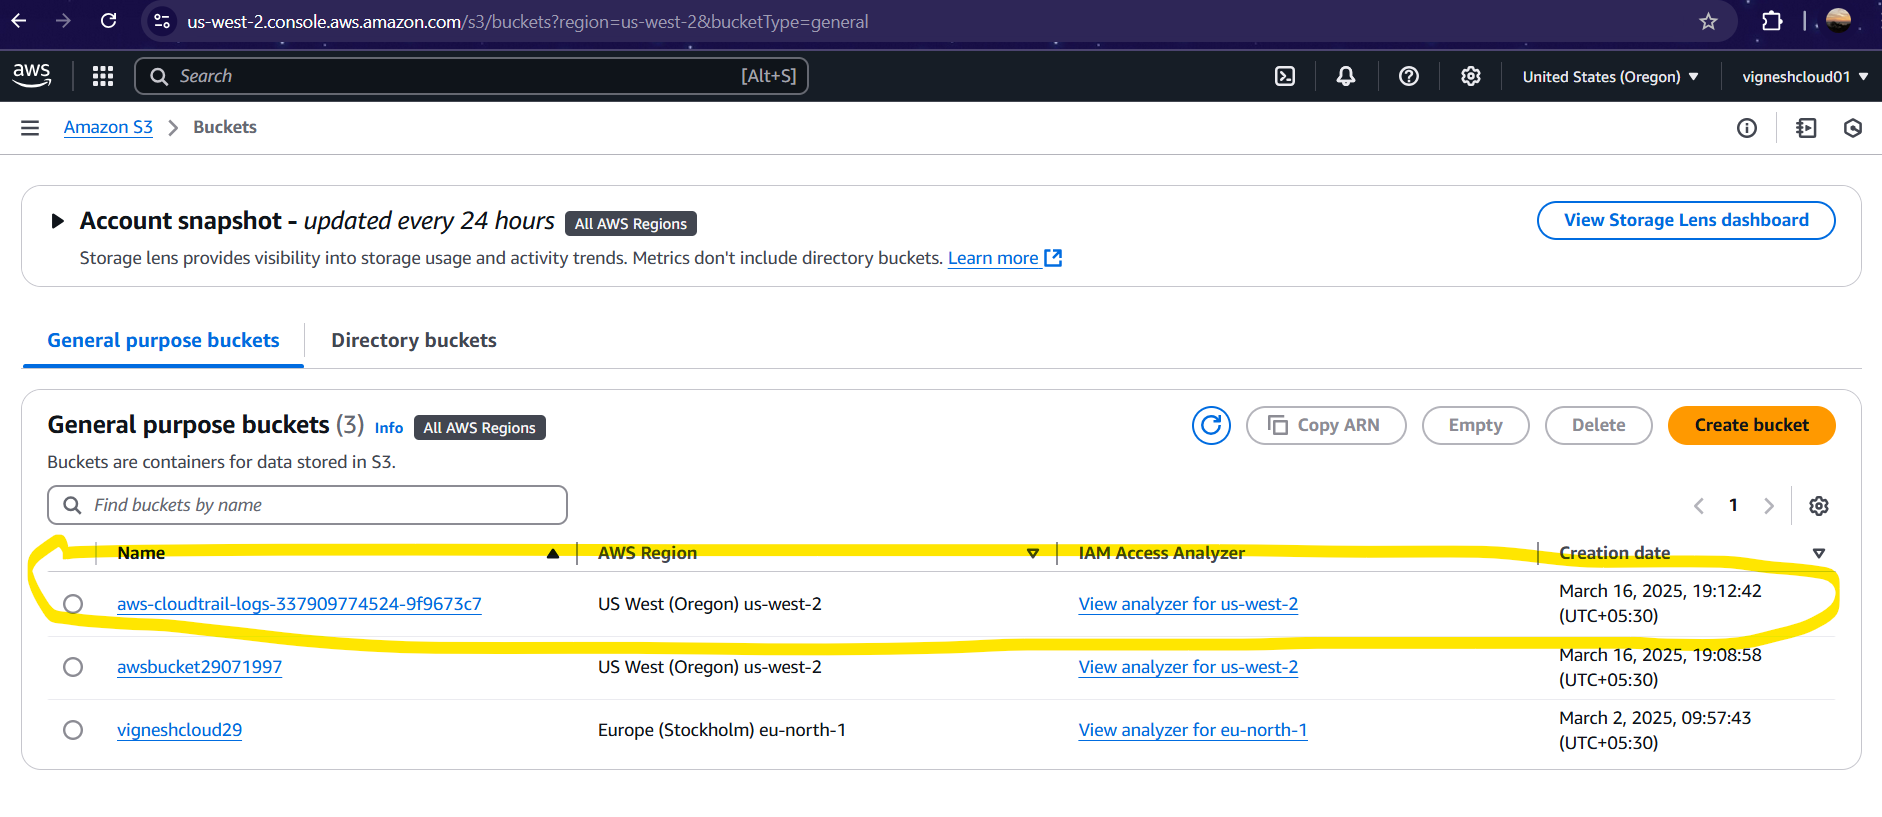 us-west-2.console.aws.amazon.com/s3/buckets?region=us-west-2&bucketType=general
aws
Search [Alt+S]
United States (Oregon) vigneshcloud01
Amazon S3 Buckets
Account snapshot - updated every 24 hours All AWS Regions
View Storage Lens dashboard
Storage lens provides visibility into storage usage and activity trends. Metrics don't include directory buckets. Learn more
General purpose buckets Directory buckets
General purpose buckets (3) Info All AWS Regions
Copy ARN Empty Delete Create bucket
Buckets are containers for data stored in S3.
Find buckets by name
1
Name AWS Region IAM Access Analyzer Creation date
aws-cloudtrail-logs-337909774524-9f9673c7 US West (Oregon) us-west-2 View analyzer for us-west-2 March 16, 2025, 19:12:42
(UTC+05:30)
awsbucket29071997 US West (Oregon) us-west-2 View analyzer for us-west-2 March 16, 2025, 19:08:58
(UTC+05:30)
vigneshcloud29 Europe (Stockholm) eu-north-1 View analyzer for eu-north-1 March 2, 2025, 09:57:43
(UTC+05:30)